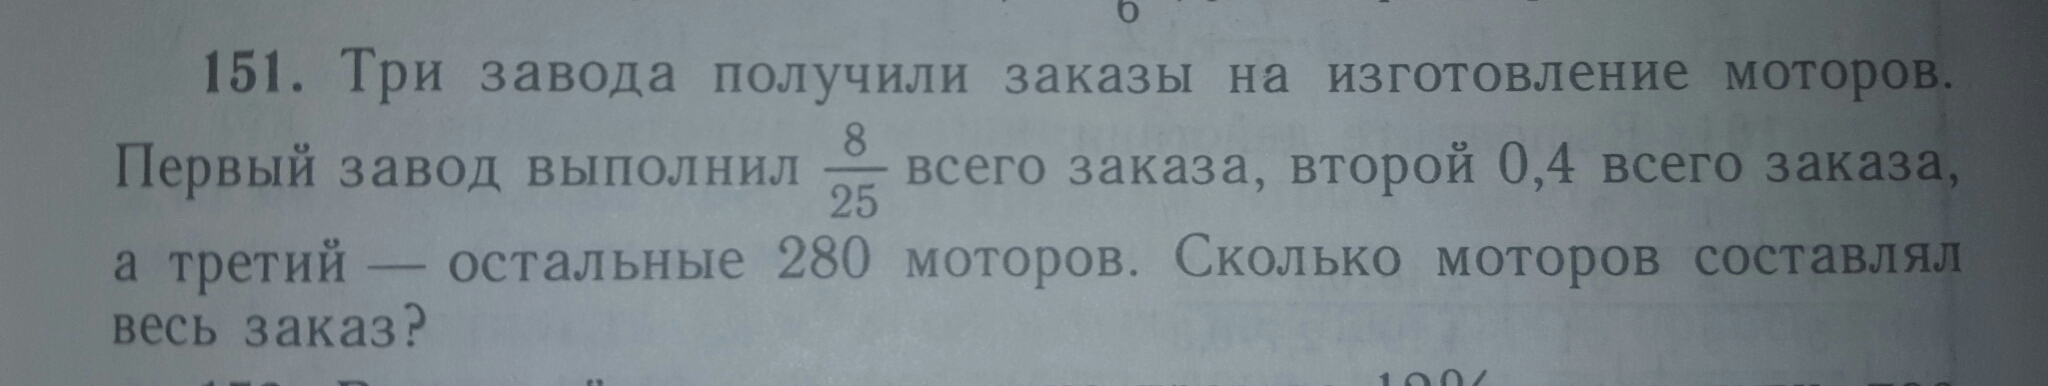 6
151. Три завода получили заказы на изготовление моторов.
Первый завод выполнил 8/25 всего заказа, второй 0,4 всего заказа,
а третий — остальные 280 моторов. Сколько моторов составлял
весь заказ?